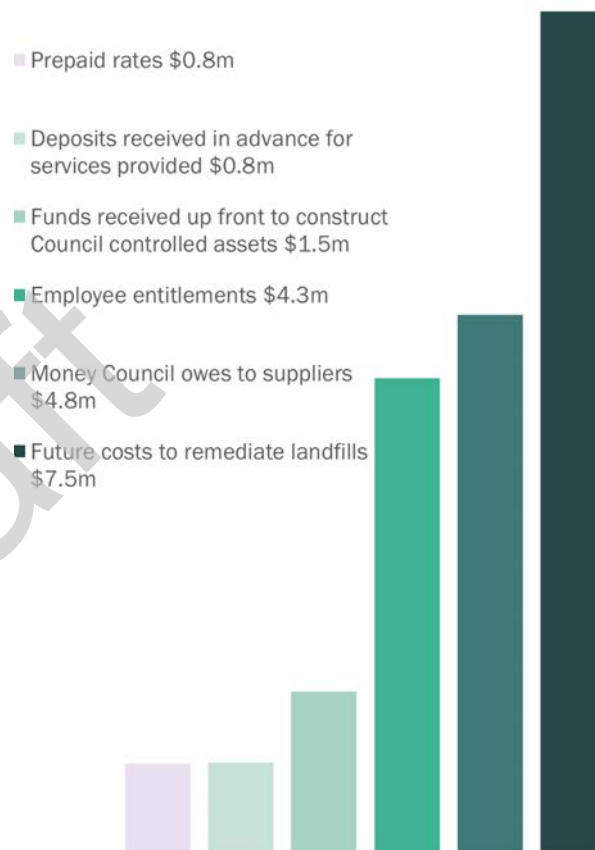 Prepaid rates $0.8m
Deposits received in advance for
services provided $0.8m
Funds received up front to construct
Council controlled assets $1.5m
Employee entitlements $4.3m
Money Council owes to suppliers
$4.8m
Future costs to remediate landfills
$7.5m